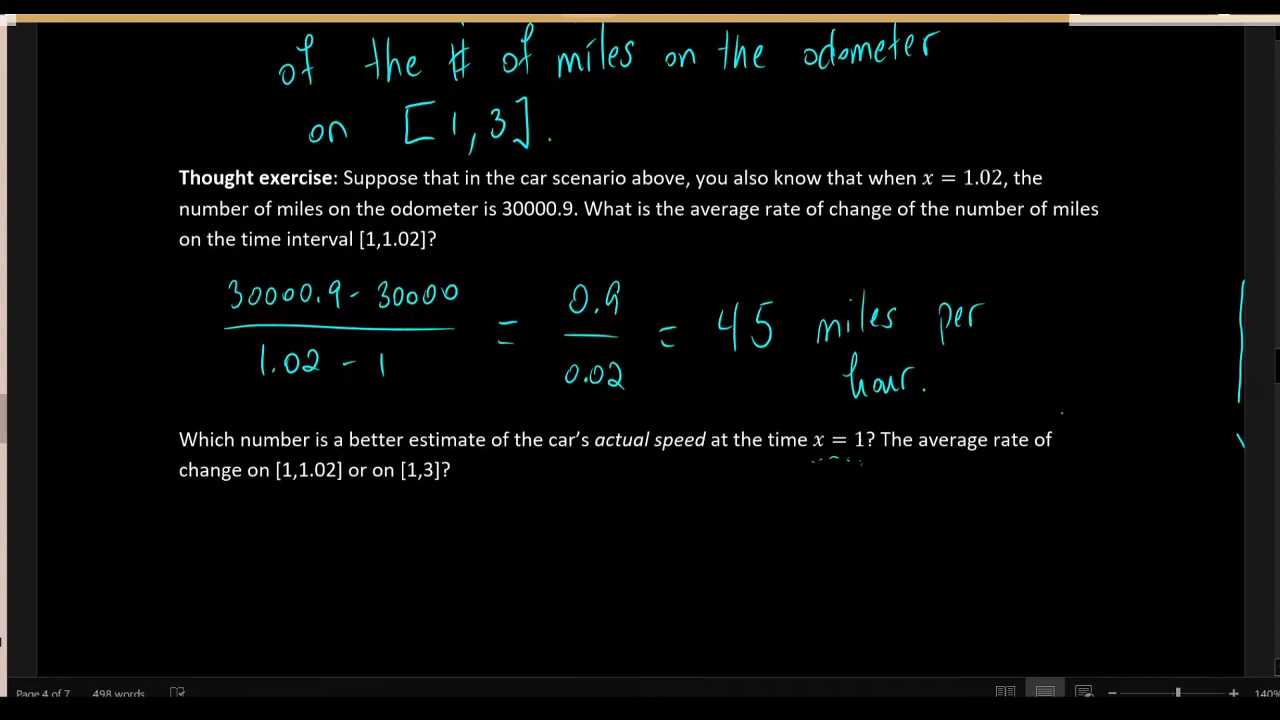 of the # of miles on the odometer
on [1,3].
Thought exercise: Suppose that in the car scenario above, you also know that when x = 1.02, the
number of miles on the odometer is 30000.9. What is the average rate of change of the number of miles
on the time interval [1,1.02]?
30000.9 - 30000
1.02 - 1
=
0.9
0.02
= 45 miles per
hour.
Which number is a better estimate of the car's actual speed at the time x = 1? The average rate of
change on [1,1.02] or on [1,3]?
Page 4 of 7 498 words 140%